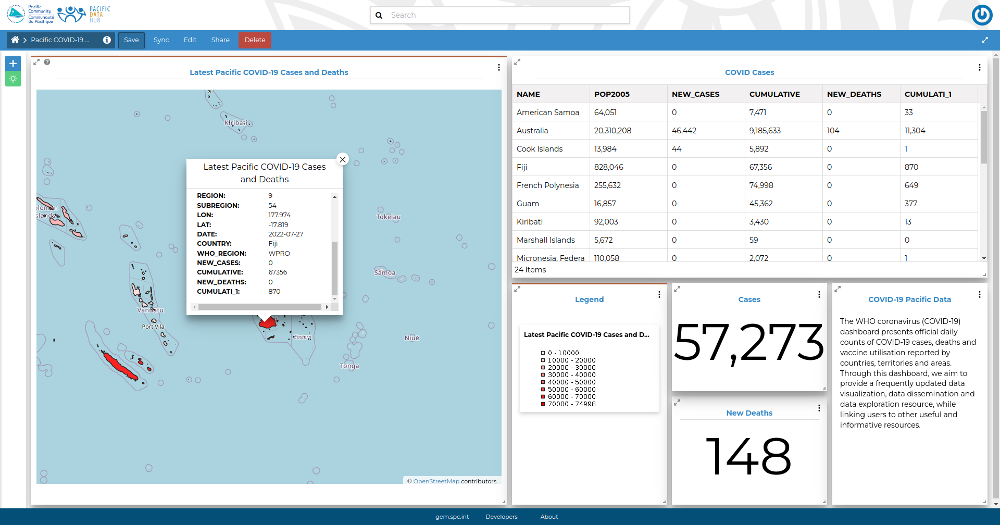 Pacific
Community
Communauté
du Pacifique
PACIFIC
DATA
HUB
Search
Pacific COVID-19 ...
Save
Sync
Edit
Share
Delete
Latest Pacific COVID-19 Cases and Deaths
Kiribati
Tokelau
Sāmoa
Vanuatu
Port Vila
Eastern
Niuē
Tonga
Latest Pacific COVID-19 Cases
and Deaths
REGION: 9
SUBREGION: 54
LON: 177.974
LAT: -17.819
DATE: 2022-07-27
COUNTRY: Fiji
WHO_REGION: WPRO
NEW_CASES: 0
CUMULATIVE: 67356
NEW_DEATHS: 0
CUMULATI_1: 870
© OpenStreetMap contributors.
COVID Cases
NAME POP2005 NEW_CASES CUMULATIVE NEW_DEATHS CUMULATI_1
American Samoa 64,051 0 7,471 0 33
Australia 20,310,208 46,442 9,185,633 104 11,304
Cook Islands 13,984 44 5,892 0 1
Fiji 828,046 0 67,356 0 870
French Polynesia 255,632 0 74,998 0 649
Guam 16,857 0 45,362 0 377
Kiribati 92,003 0 3,430 0 13
Marshall Islands 5,672 0 59 0 0
Micronesia, Federa 110,058 0 2,072 0 1
24 Items
Legend
Latest Pacific COVID-19 Cases and D...
0 - 10000
10000 - 20000
20000 - 30000
30000 - 40000
40000 - 50000
50000 - 60000
60000 - 70000
70000 - 74998
Cases
57,273
New Deaths
148
COVID-19 Pacific Data
The WHO coronavirus (COVID-19)
dashboard presents official daily
counts of COVID-19 cases, deaths and
vaccine utilisation reported by
countries, territories and areas.
Through this dashboard, we aim to
provide a frequently updated data
visualization, data dissemination and
data exploration resource, while
linking users to other useful and
informative resources.
gem.spc.int
Developers
About